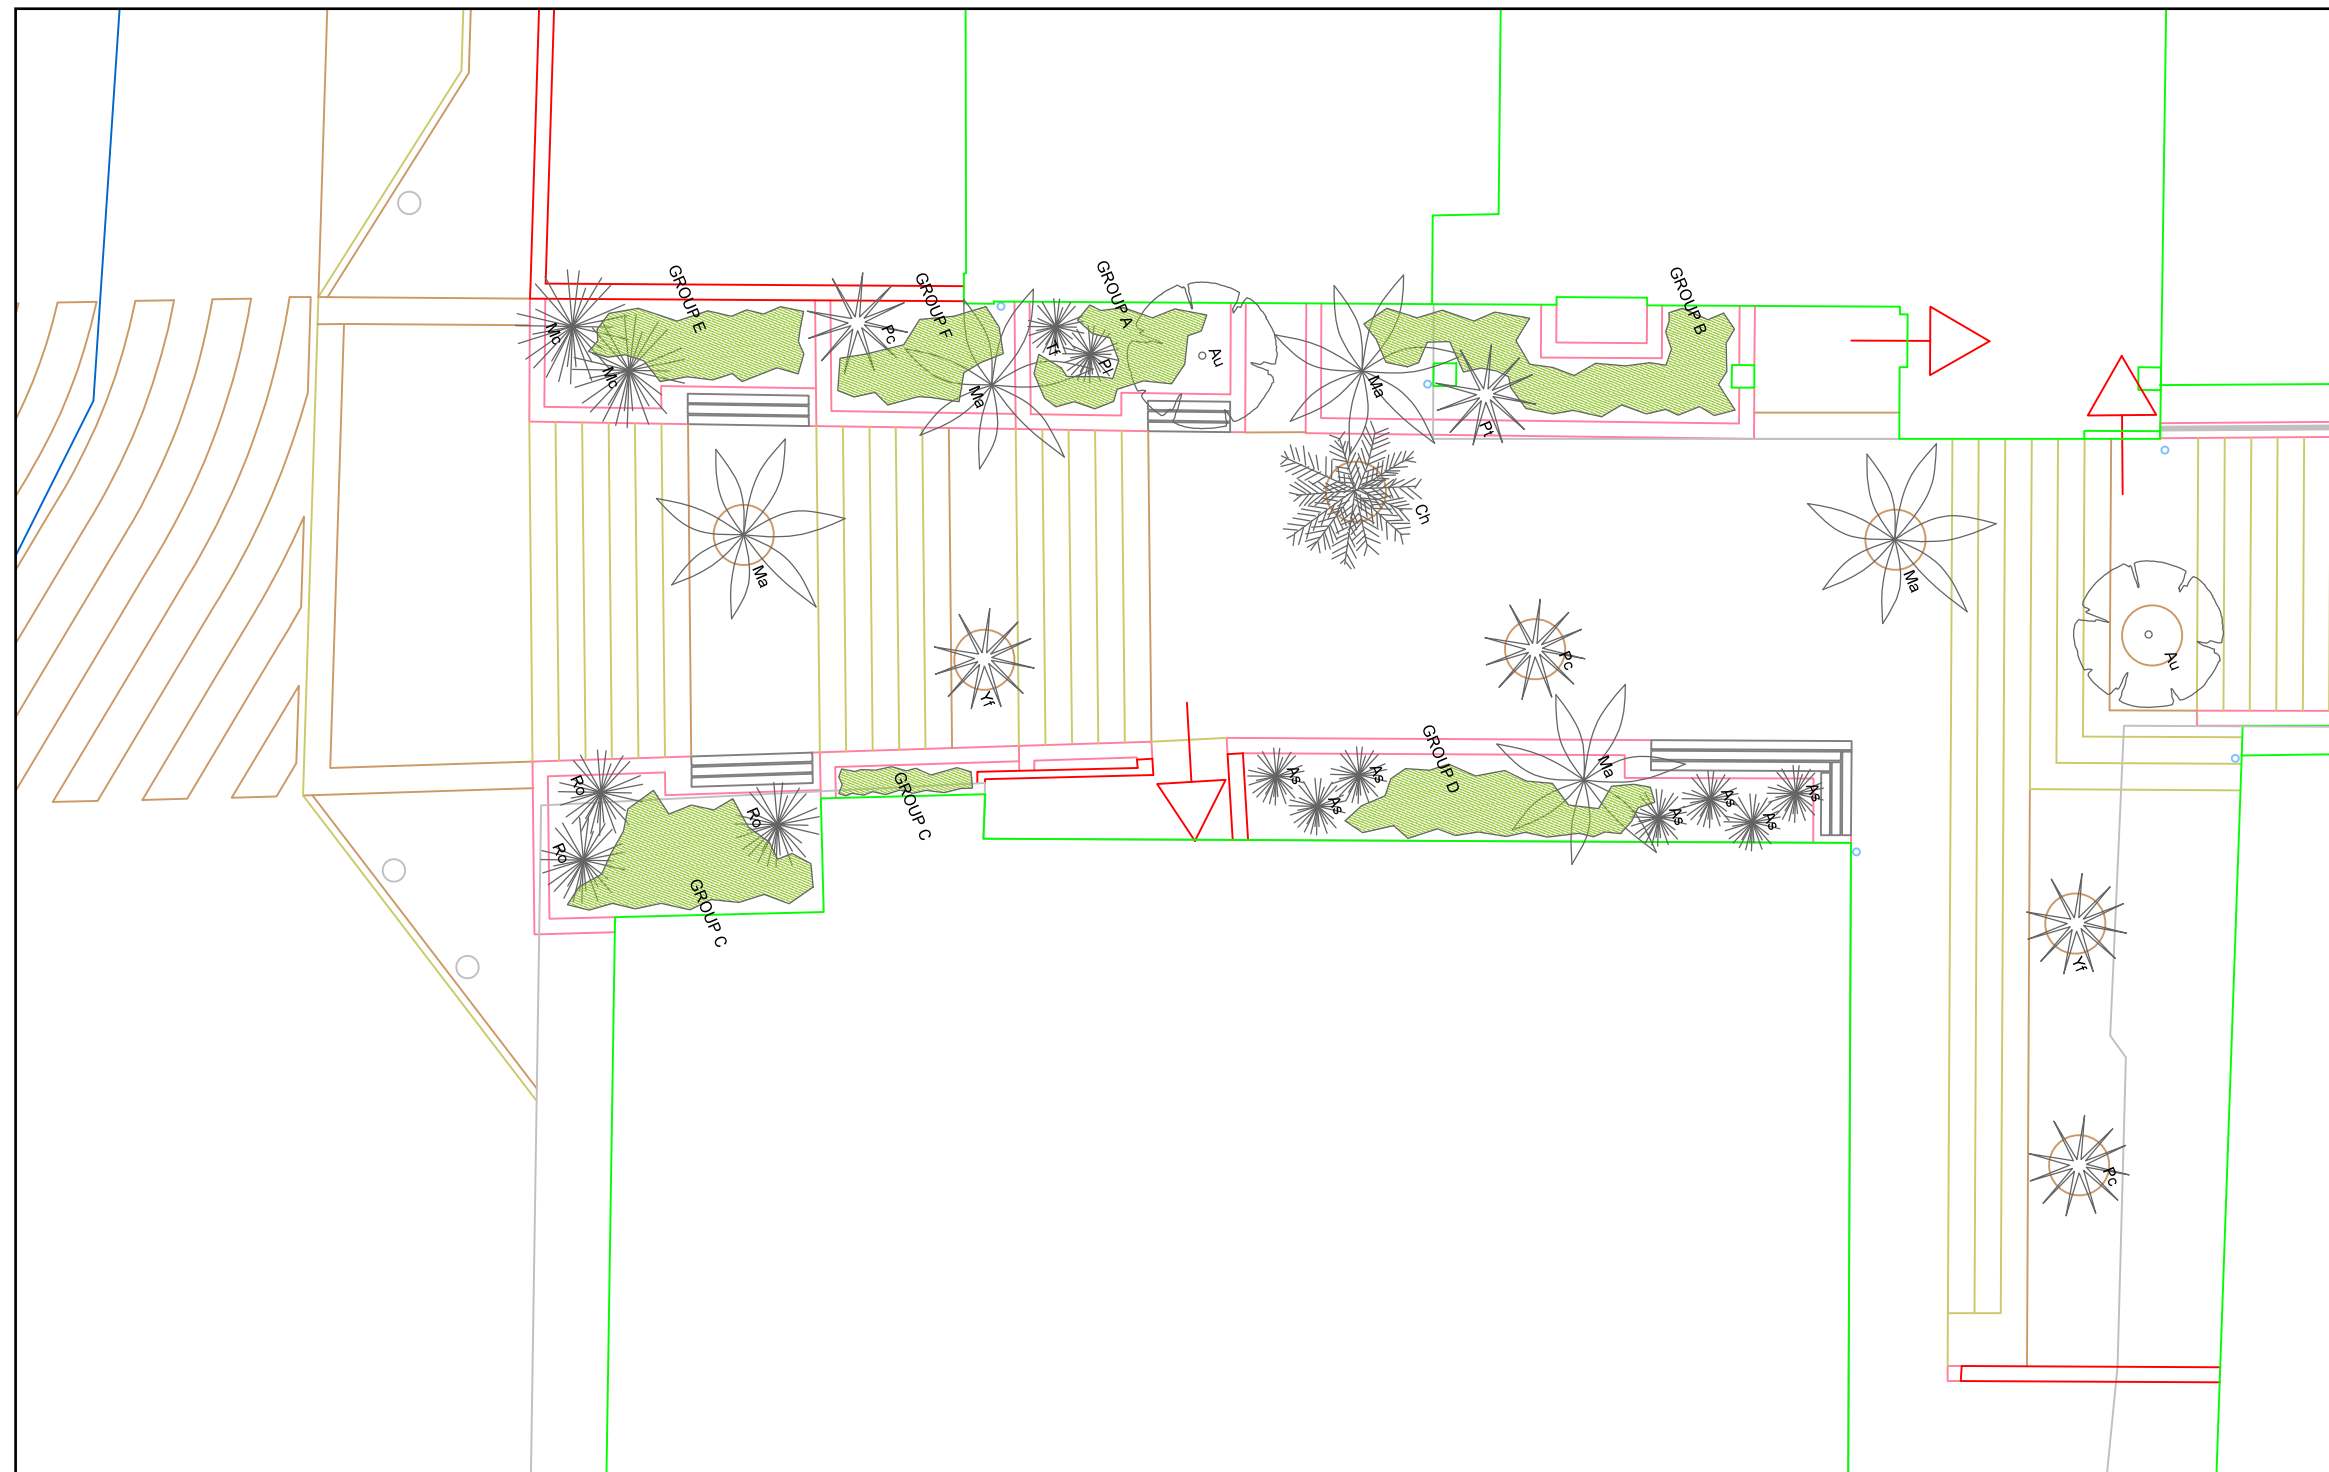 GROUP E
GROUP F
GROUP A
GROUP B
Mc
Pc
Tf
Pl
Au
Mc
Ma
Ma
Pt
Ch
Ma
Ma
Yf
Pc
Au
GROUP D
Ma
Ro
Ro
GROUP C
As
As
As
As
As
As
As
Ro
GROUP C
Yf
Pc